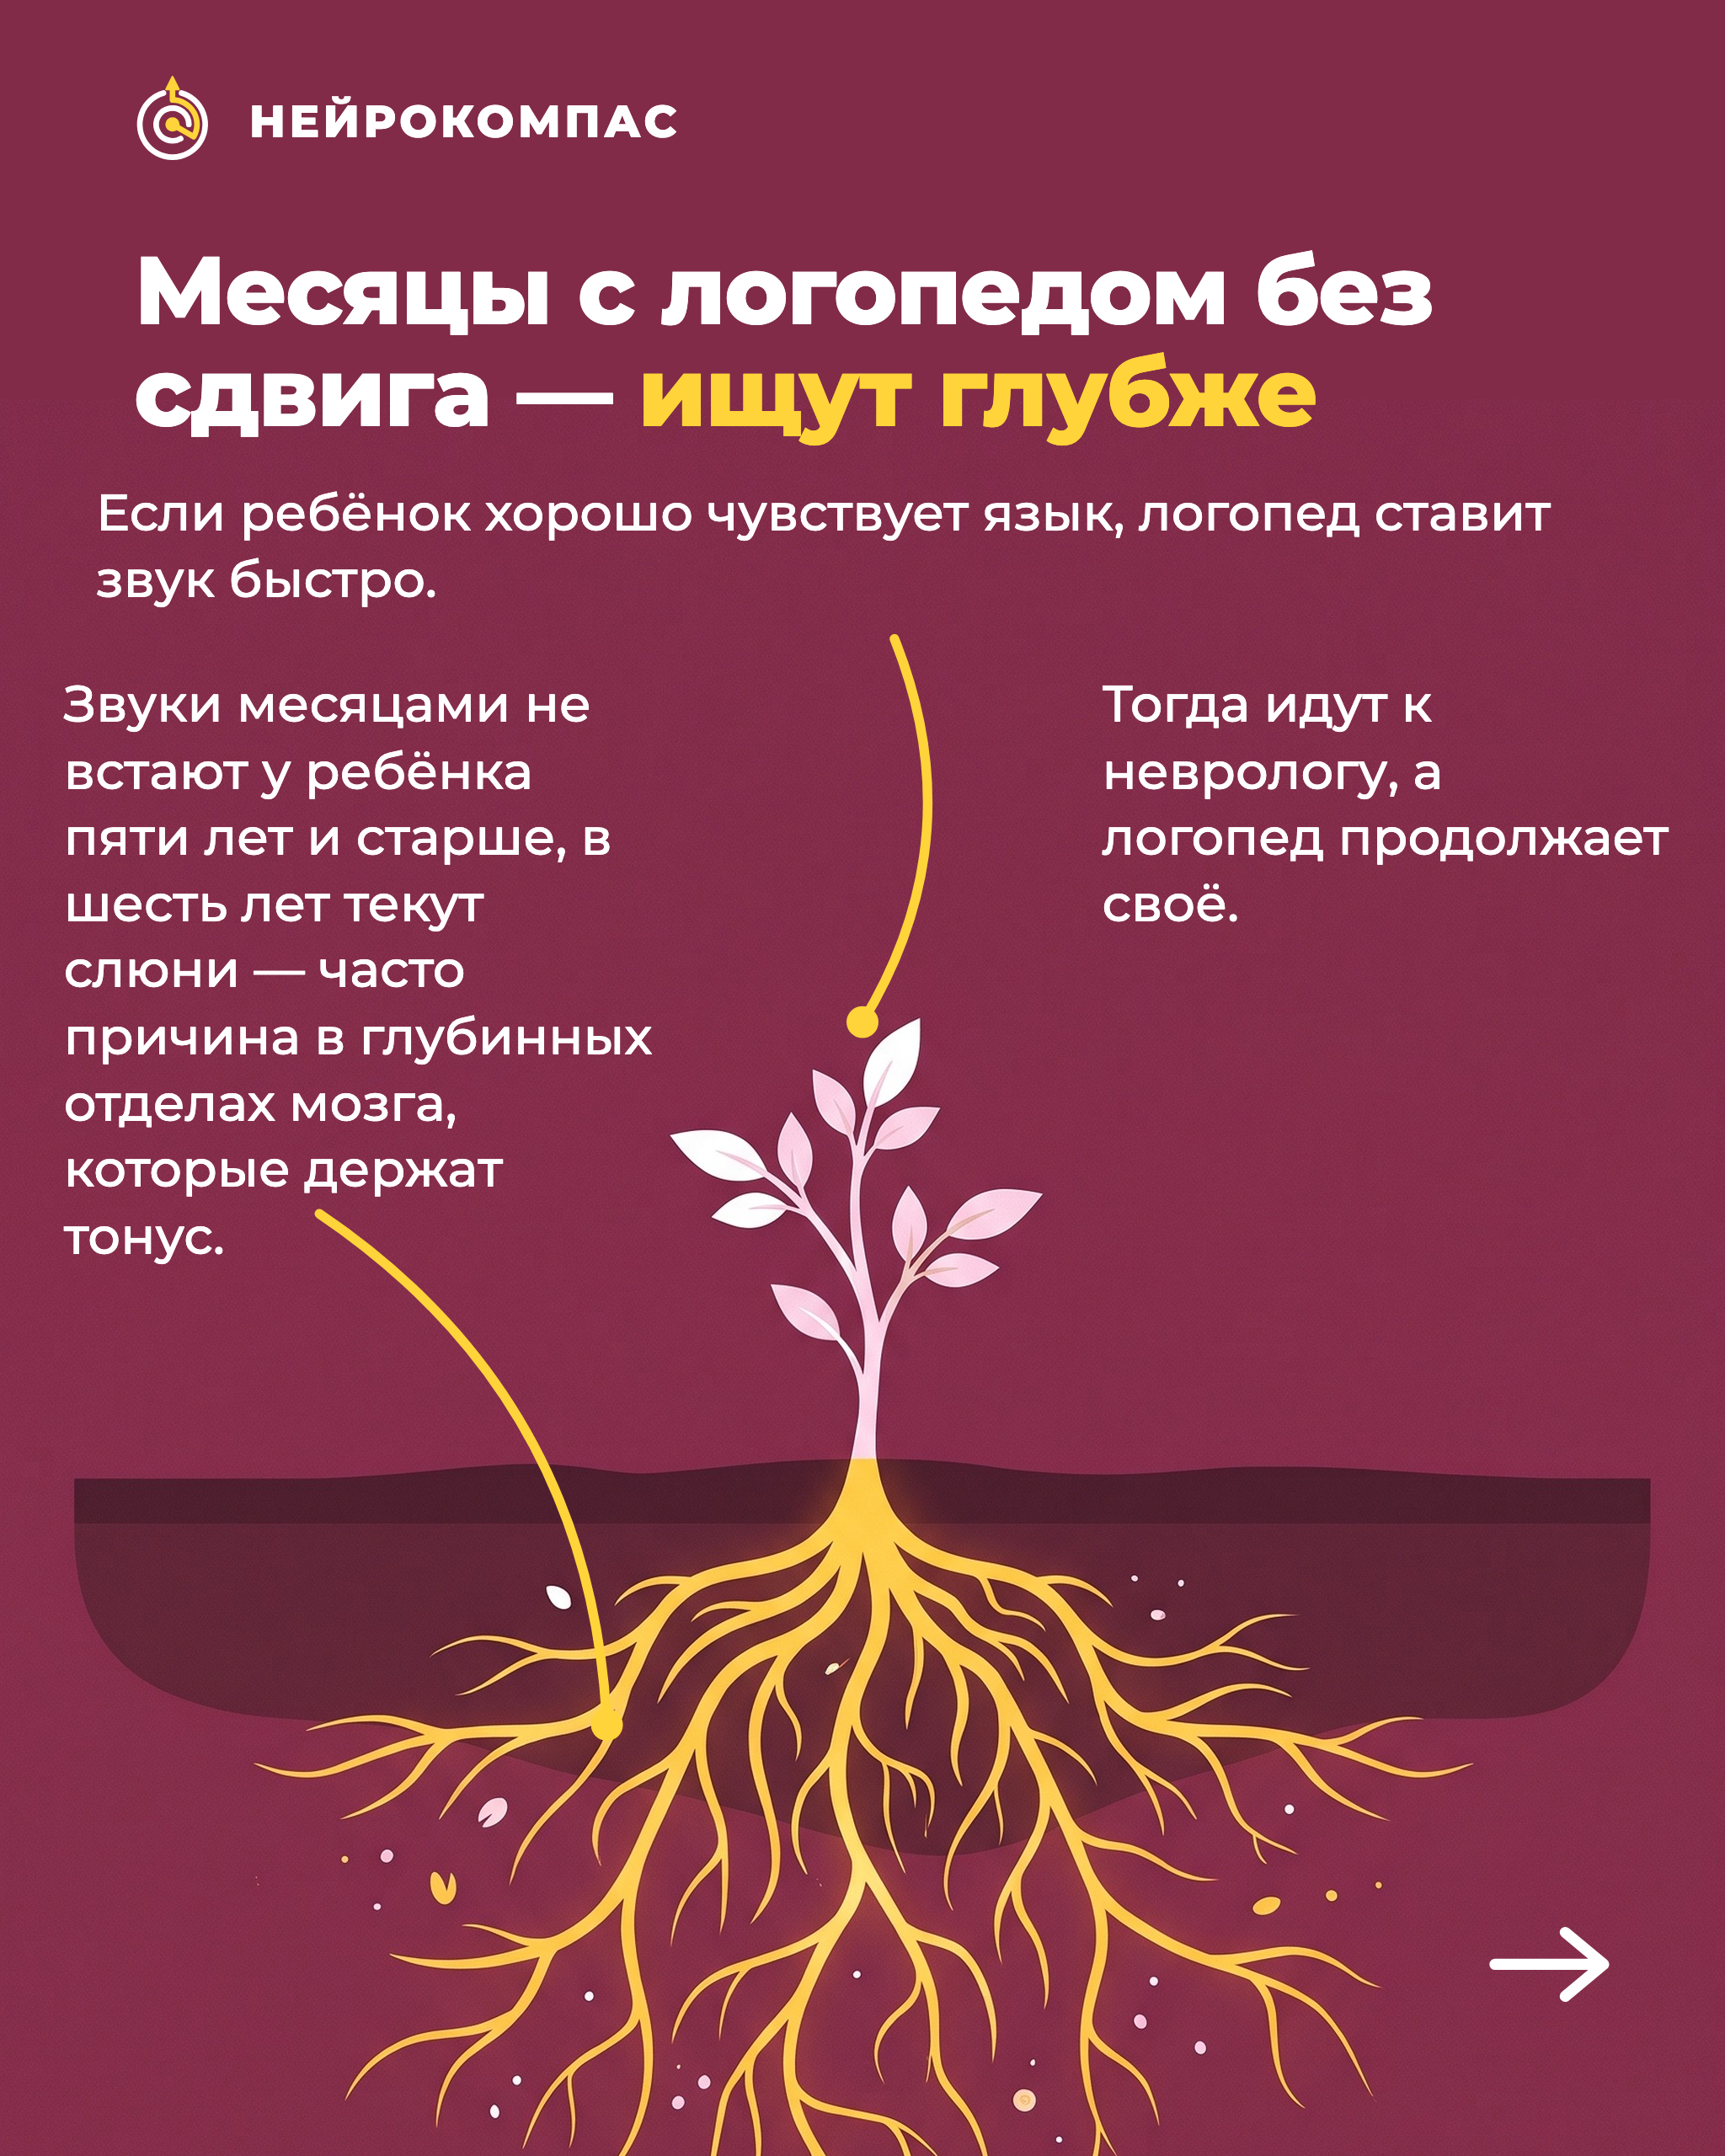 НЕЙРОКОМПАС
Месяцы с логопедом без
сдвига — ищут глубже
Если ребёнок хорошо чувствует язык, логопед ставит
звук быстро.
Звуки месяцами не
встают у ребёнка
пяти лет и старше, в
шесть лет текут
слюни — часто
причина в глубинных
отделах мозга,
которые держат
тонус.
Тогда идут к
неврологу, а
логопед продолжает
своё.